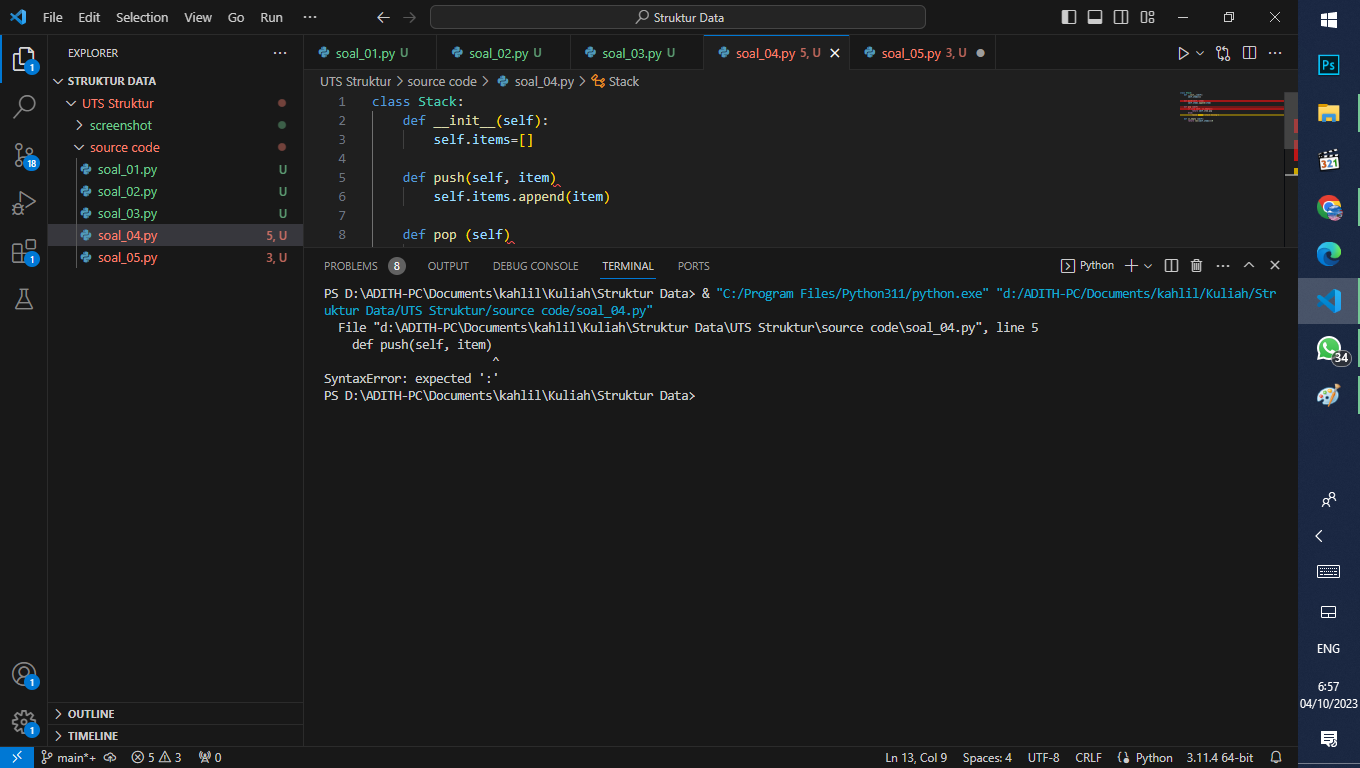 File Edit Selection View Go Run ··· Struktur Data
EXPLORER ···
STRUKTUR DATA
UTS Struktur
screenshot
source code
soal_01.py U
soal_02.py U
soal_03.py U
soal_04.py 5, U
soal_05.py 3, U
OUTLINE
TIMELINE
1
18
1
1
1
soal_01.py U soal_02.py U soal_03.py U soal_04.py 5, U soal_05.py 3, U
UTS Struktur > source code > soal_04.py > Stack
1 class Stack:
2 def __init__(self):
3 self.items=[]
4
5 def push(self, item)
6 self.items.append(item)
7
8 def pop (self)
PROBLEMS 8 OUTPUT DEBUG CONSOLE TERMINAL PORTS Python
PS D:\ADITH-PC\Documents\kahlil\Kuliah\Struktur Data> & "C:/Program Files/Python311/python.exe" "d:/ADITH-PC/Documents/kahlil/Kuliah/Str
uktur Data/UTS Struktur/source code/soal_04.py"
File "d:\ADITH-PC\Documents\kahlil\Kuliah\Struktur Data\UTS Struktur\source code\soal_04.py", line 5
def push(self, item)
^
SyntaxError: expected ':'
PS D:\ADITH-PC\Documents\kahlil\Kuliah\Struktur Data>
main*+ 5 3 0 Ln 13, Col 9 Spaces: 4 UTF-8 CRLF Python 3.11.4 64-bit
Ps
321
34
ENG
6:57
04/10/2023